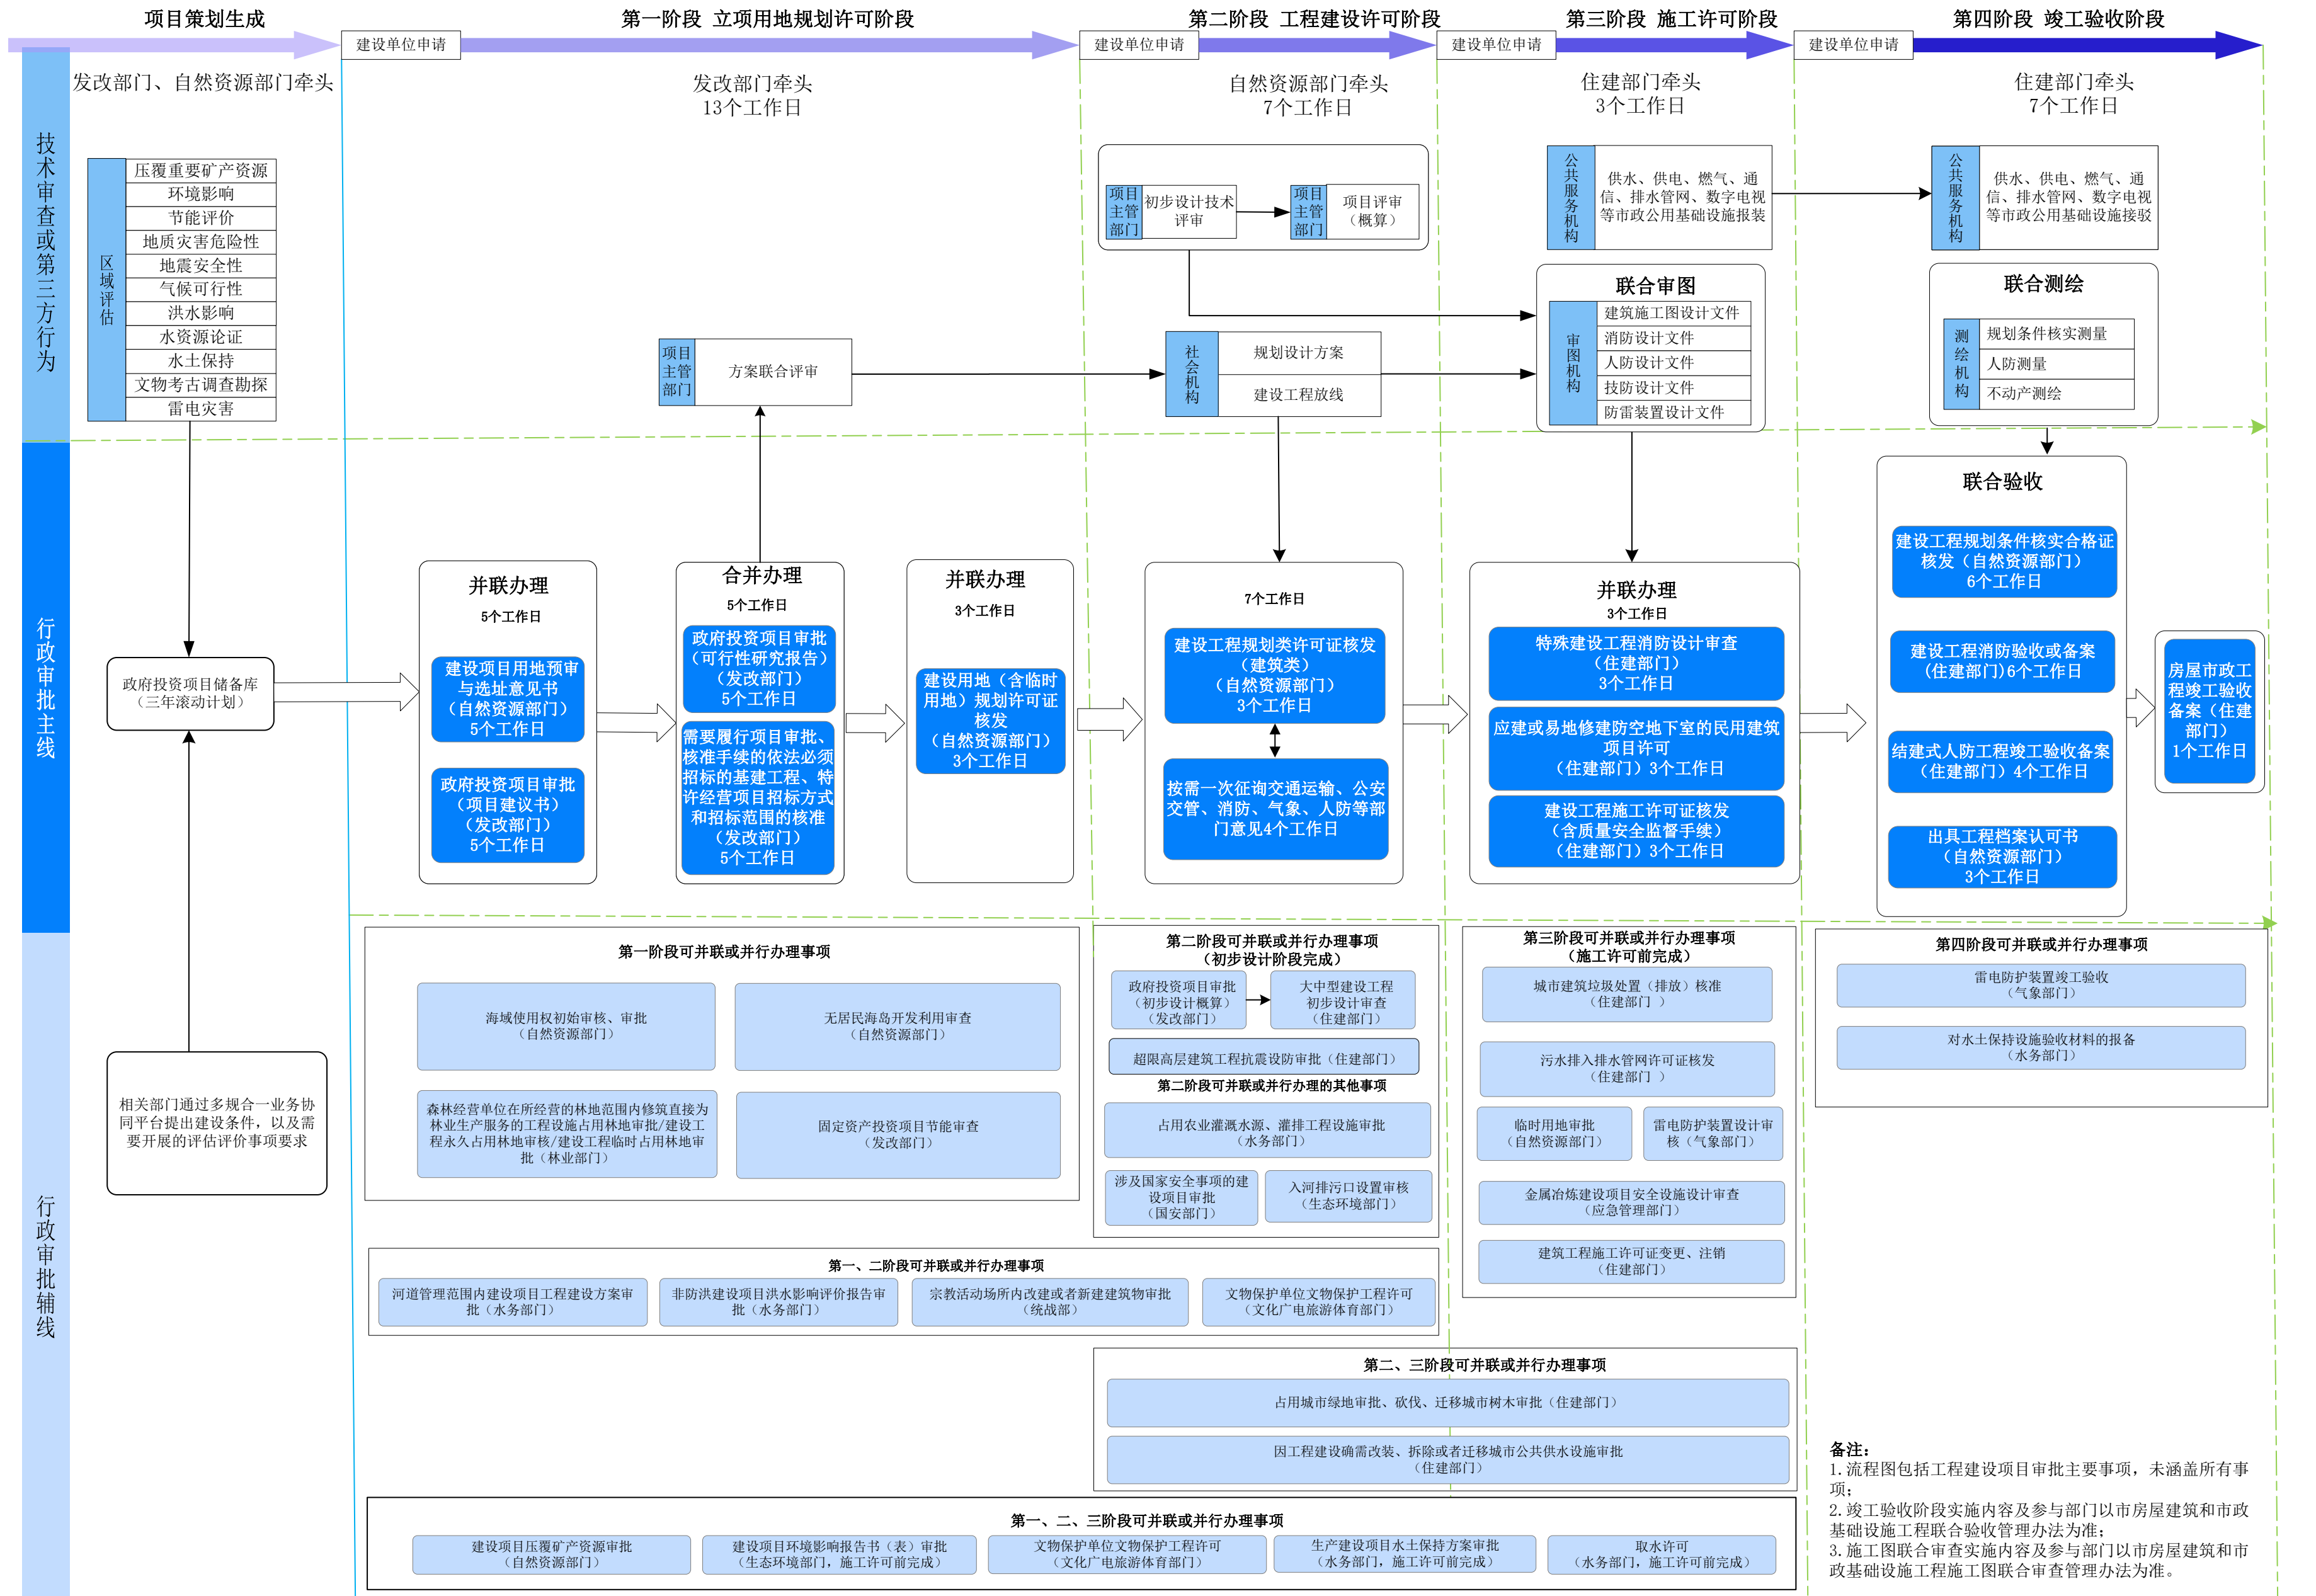 项目策划生成
第一阶段 立项用地规划许可阶段
第二阶段 工程建设许可阶段
第三阶段 施工许可阶段
第四阶段 竣工验收阶段
建设单位申请
建设单位申请
建设单位申请
建设单位申请
发改部门、自然资源部门牵头
发改部门牵头
13个工作日
自然资源部门牵头
7个工作日
住建部门牵头
3个工作日
住建部门牵头
7个工作日
技术审查或第三方行为
区域评估
压覆重要矿产资源
环境影响
节能评价
地质灾害危险性
地震安全性
气候可行性
洪水影响
水资源论证
水土保持
文物考古调查勘探
雷电灾害
项目
主管
部门
方案联合评审
项目
主管
部门
初步设计技术
评审
项目
主管
部门
项目评审
（概算）
社会机构
规划设计方案
建设工程放线
公共服务机构
供水、供电、燃气、通
信、排水管网、数字电视
等市政公用基础设施报装
联合审图
审图机构
建筑施工图设计文件
消防设计文件
人防设计文件
技防设计文件
防雷装置设计文件
公共服务机构
供水、供电、燃气、通
信、排水管网、数字电视
等市政公用基础设施接驳
联合测绘
测绘机构
规划条件核实测量
人防测量
不动产测绘
行政审批主线
政府投资项目储备库
（三年滚动计划）
并联办理
5个工作日
建设项目用地预审
与选址意见书
（自然资源部门）
5个工作日
政府投资项目审批
（项目建议书）
（发改部门）
5个工作日
合并办理
5个工作日
政府投资项目审批
（可行性研究报告）
（发改部门）
5个工作日
需要履行项目审批、
核准手续的依法必须
招标的基建工程、特
许经营项目招标方式
和招标范围的核准
（发改部门）
5个工作日
并联办理
3个工作日
建设用地（含临时
用地）规划许可证
核发
（自然资源部门）
3个工作日
7个工作日
建设工程规划类许可证核发
（建筑类）
（自然资源部门）
3个工作日
按需一次征询交通运输、公安
交管、消防、气象、人防等部
门意见4个工作日
并联办理
3个工作日
特殊建设工程消防设计审查
（住建部门）
3个工作日
应建或易地修建防空地下室的民用建筑
项目许可
（住建部门）3个工作日
建设工程施工许可证核发
（含质量安全监督手续）
（住建部门）3个工作日
联合验收
建设工程规划条件核实合格证
核发（自然资源部门）
6个工作日
建设工程消防验收或备案
(住建部门)6个工作日
结建式人防工程竣工验收备案
（住建部门）4个工作日
出具工程档案认可书
（自然资源部门）
3个工作日
房屋市政工
程竣工验收
备案（住建
部门）
1个工作日
行政审批辅线
相关部门通过多规合一业务协
同平台提出建设条件，以及需
要开展的评估评价事项要求
第一阶段可并联或并行办理事项
海域使用权初始审核、审批
（自然资源部门）
无居民海岛开发利用审查
（自然资源部门）
森林经营单位在所经营的林地范围内修筑直接为
林业生产服务的工程设施占用林地审批/建设工
程永久占用林地审核/建设工程临时占用林地审
批（林业部门）
固定资产投资项目节能审查
（发改部门）
第二阶段可并联或并行办理事项
（初步设计阶段完成）
政府投资项目审批
（初步设计概算）
（发改部门）
大中型建设工程
初步设计审查
（住建部门）
超限高层建筑工程抗震设防审批（住建部门）
第二阶段可并联或并行办理的其他事项
占用农业灌溉水源、灌排工程设施审批
（水务部门）
涉及国家安全事项的建
设项目审批
（国安部门）
入河排污口设置审核
（生态环境部门）
第三阶段可并联或并行办理事项
（施工许可前完成）
城市建筑垃圾处置（排放）核准
（住建部门 ）
污水排入排水管网许可证核发
（住建部门 ）
临时用地审批
（自然资源部门）
雷电防护装置设计审
核（气象部门）
金属冶炼建设项目安全设施设计审查
（应急管理部门）
建筑工程施工许可证变更、注销
（住建部门）
第四阶段可并联或并行办理事项
雷电防护装置竣工验收
（气象部门）
对水土保持设施验收材料的报备
（水务部门）
第一、二阶段可并联或并行办理事项
河道管理范围内建设项目工程建设方案审
批（水务部门）
非防洪建设项目洪水影响评价报告审
批（水务部门）
宗教活动场所内改建或者新建建筑物审批
（统战部）
文物保护单位文物保护工程许可
（文化广电旅游体育部门）
第二、三阶段可并联或并行办理事项
占用城市绿地审批、砍伐、迁移城市树木审批（住建部门）
因工程建设确需改装、拆除或者迁移城市公共供水设施审批
（住建部门）
第一、二、三阶段可并联或并行办理事项
建设项目压覆矿产资源审批
（自然资源部门）
建设项目环境影响报告书（表）审批
（生态环境部门，施工许可前完成）
文物保护单位文物保护工程许可
（文化广电旅游体育部门）
生产建设项目水土保持方案审批
（水务部门，施工许可前完成）
取水许可
（水务部门，施工许可前完成）
备注：
1.流程图包括工程建设项目审批主要事项，未涵盖所有事
项；
2.竣工验收阶段实施内容及参与部门以市房屋建筑和市政
基础设施工程联合验收管理办法为准；
3.施工图联合审查实施内容及参与部门以市房屋建筑和市
政基础设施工程施工图联合审查管理办法为准。